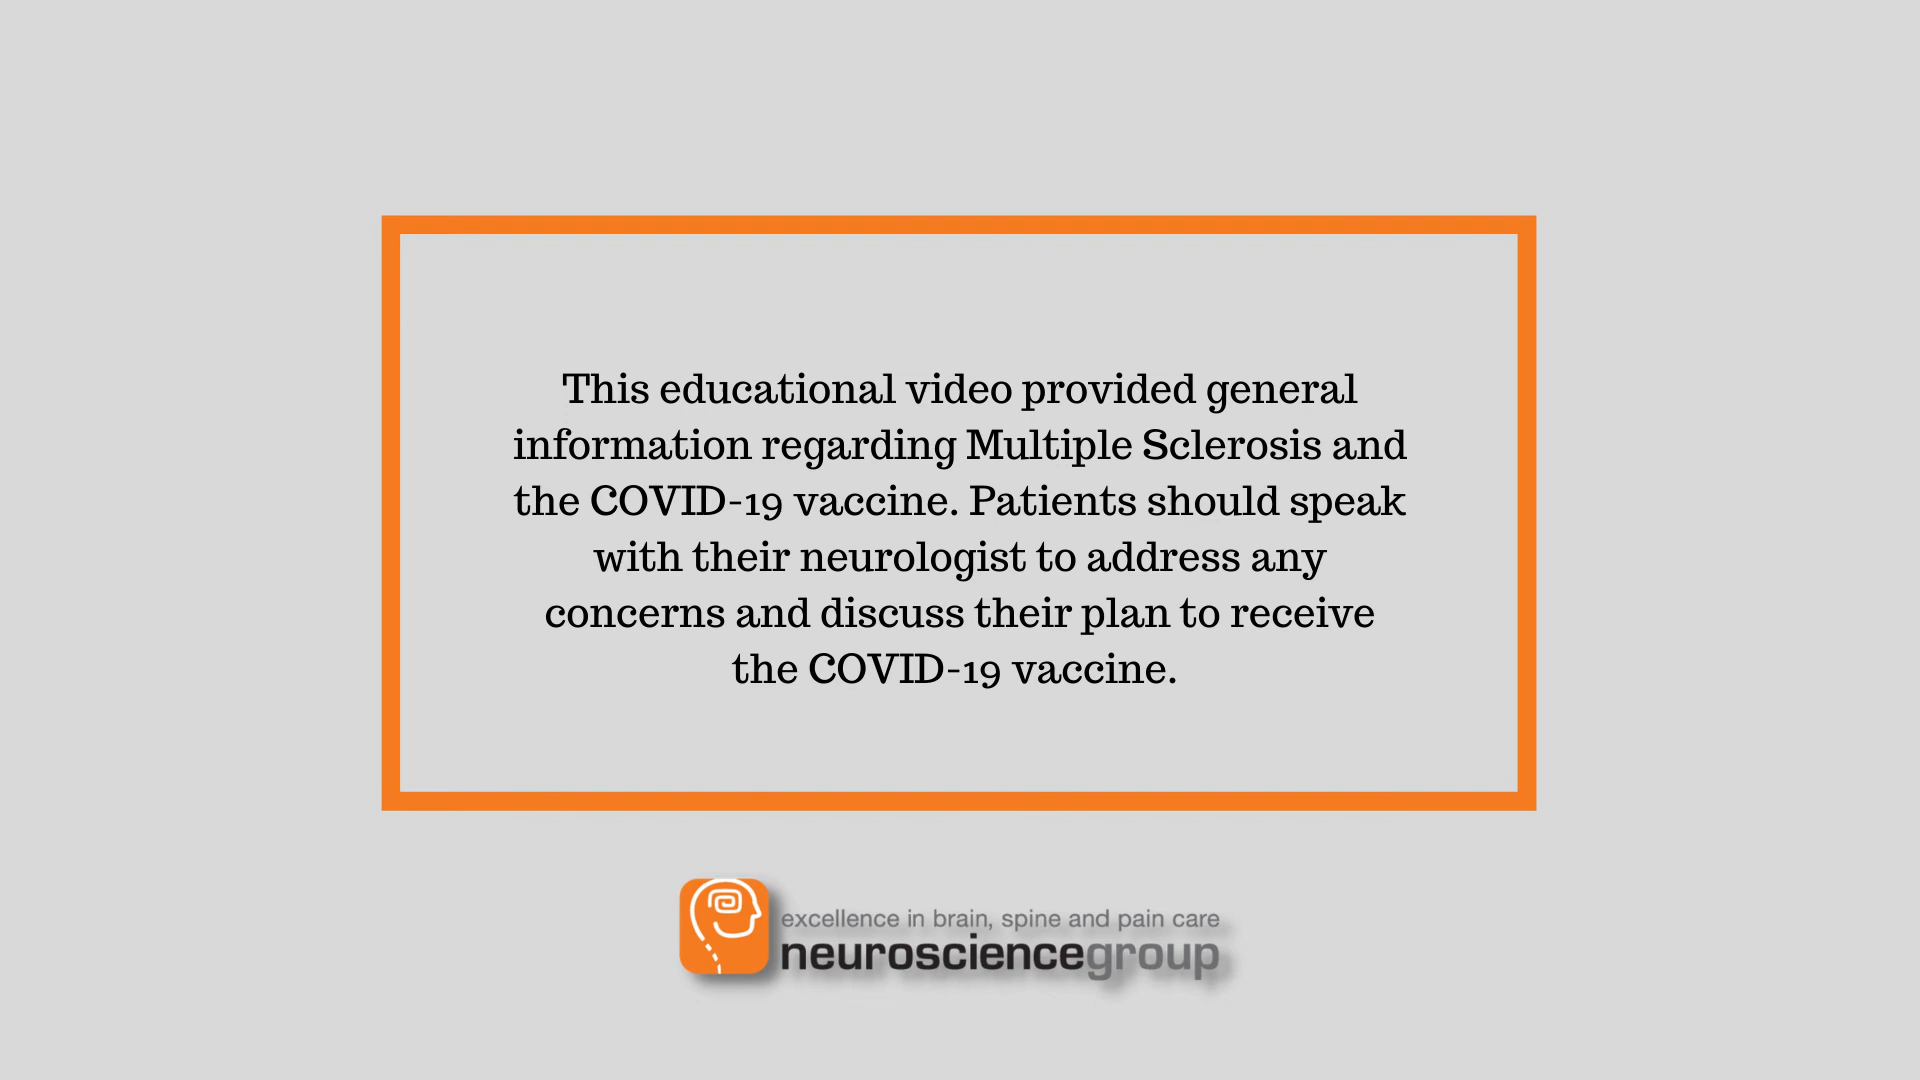 This educational video provided general
information regarding Multiple Sclerosis and
the COVID-19 vaccine. Patients should speak
with their neurologist to address any
concerns and discuss their plan to receive
the COVID-19 vaccine.
excellence in brain, spine and pain care
neurosciencegroup